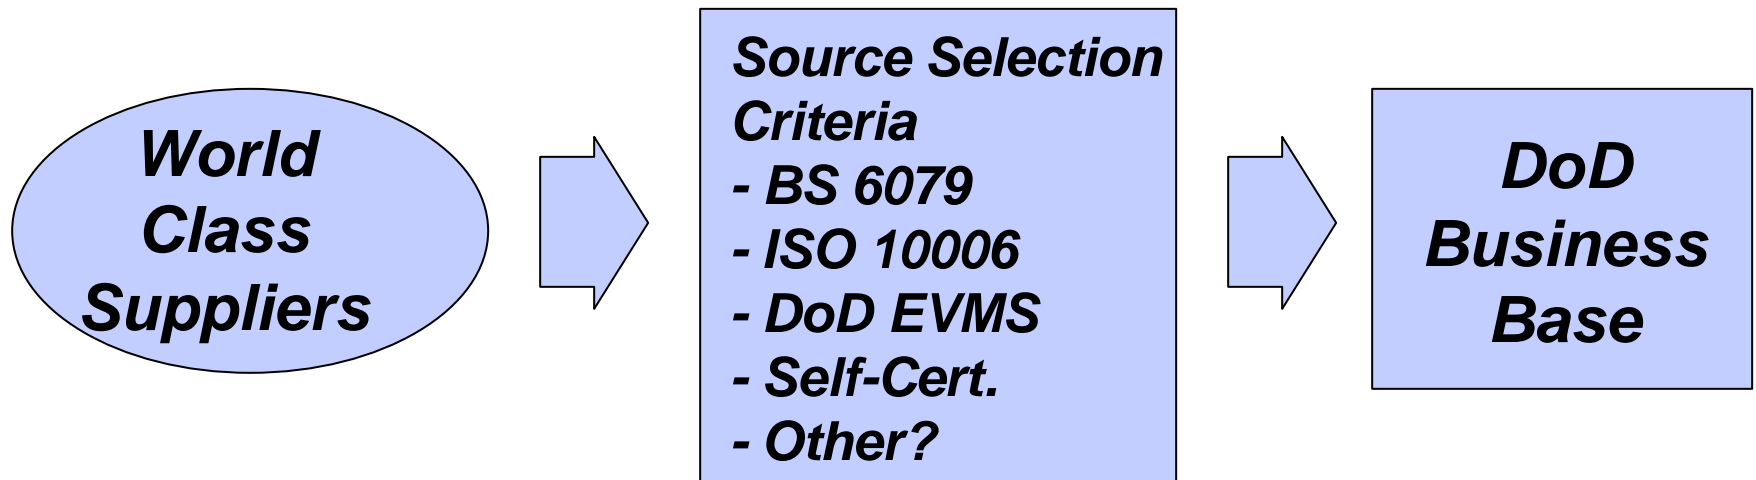 World
Class
Suppliers
Source Selection
Criteria
- BS 6079
- ISO 10006
- DoD EVMS
- Self-Cert.
- Other?
DoD
Business
Base